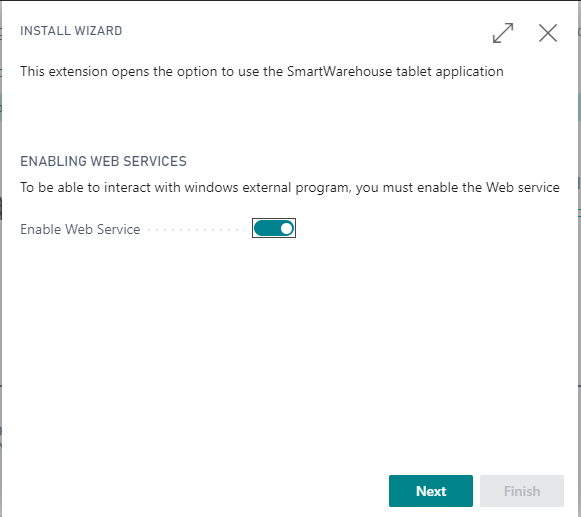 INSTALL WIZARD
This extension opens the option to use the SmartWarehouse tablet application
ENABLING WEB SERVICES
To be able to interact with windows external program, you must enable the Web service
Enable Web Service
Next Finish